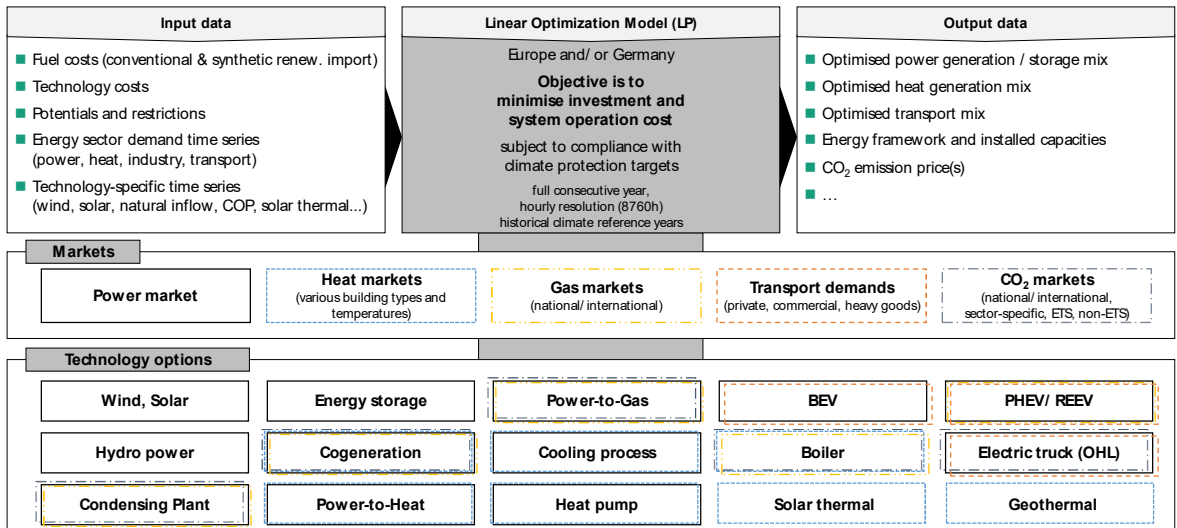 Input data
Fuel costs (conventional & synthetic renew. import)
Technology costs
Potentials and restrictions
Energy sector demand time series
(power, heat, industry, transport)
Technology-specific time series
(wind, solar, natural inflow, COP, solar thermal...)
Linear Optimization Model (LP)
Europe and/ or Germany
Objective is to
minimise investment and
system operation cost
subject to compliance with
climate protection targets
full consecutive year,
hourly resolution (8760h)
historical climate reference years
Output data
Optimised power generation / storage mix
Optimised heat generation mix
Optimised transport mix
Energy framework and installed capacities
CO₂ emission price(s)
…
Markets
Power market
Heat markets
(various building types and
temperatures)
Gas markets
(national/ international)
Transport demands
(private, commercial, heavy goods)
CO₂ markets
(national/ international,
sector-specific, ETS, non-ETS)
Technology options
Wind, Solar
Energy storage
Power-to-Gas
BEV
PHEV/ REEV
Hydro power
Cogeneration
Cooling process
Boiler
Electric truck (OHL)
Condensing Plant
Power-to-Heat
Heat pump
Solar thermal
Geothermal